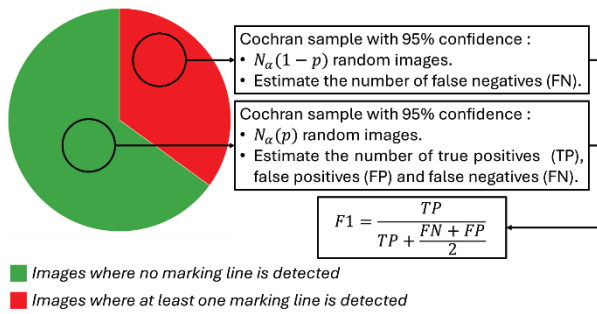 Cochran sample with 95% confidence :
• N_α(1 − p) random images.
• Estimate the number of false negatives (FN).
Cochran sample with 95% confidence :
• N_α(p) random images.
• Estimate the number of true positives (TP),
false positives (FP) and false negatives (FN).
F1 = TP / (TP + (FN + FP) / 2)
Images where no marking line is detected
Images where at least one marking line is detected